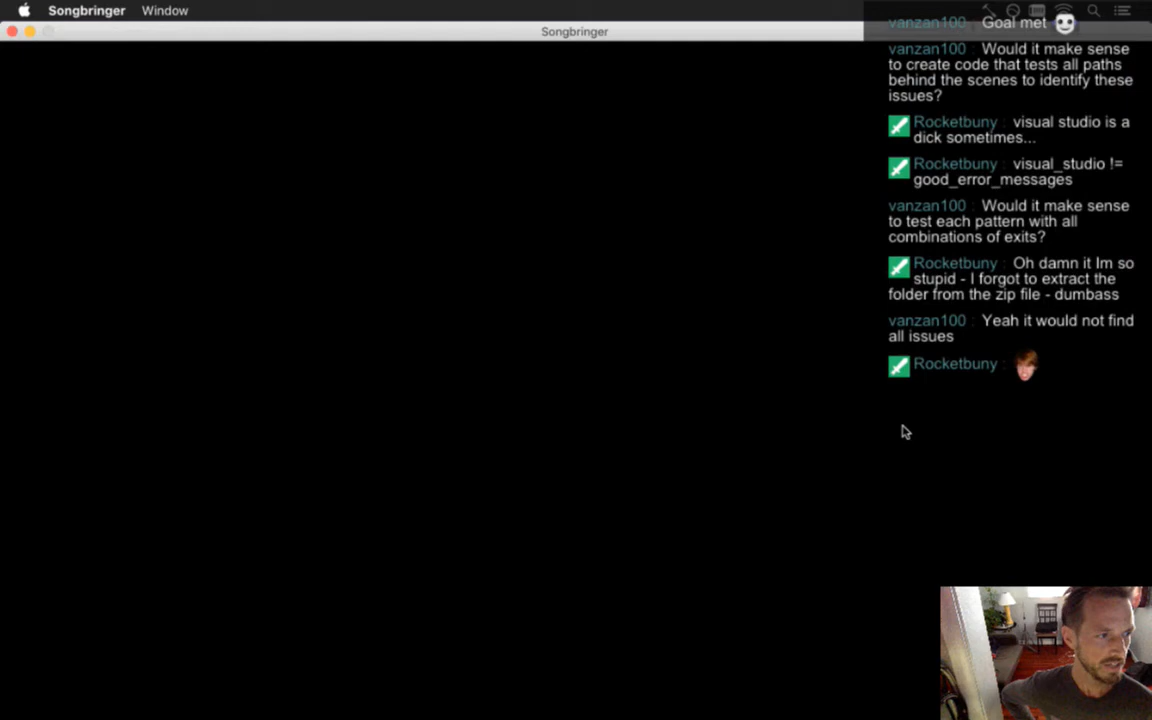 Songbringer Window
Songbringer
vanzan100 : Goal met
vanzan100 : Would it make sense
to create code that tests all paths
behind the scenes to identify these
issues?
Rocketbuny : visual studio is a
dick sometimes...
Rocketbuny : visual_studio !=
good_error_messages
vanzan100 : Would it make sense
to test each pattern with all
combinations of exits?
Rocketbuny : Oh damn it Im so
stupid - I forgot to extract the
folder from the zip file - dumbass
vanzan100 : Yeah it would not find
all issues
Rocketbuny :